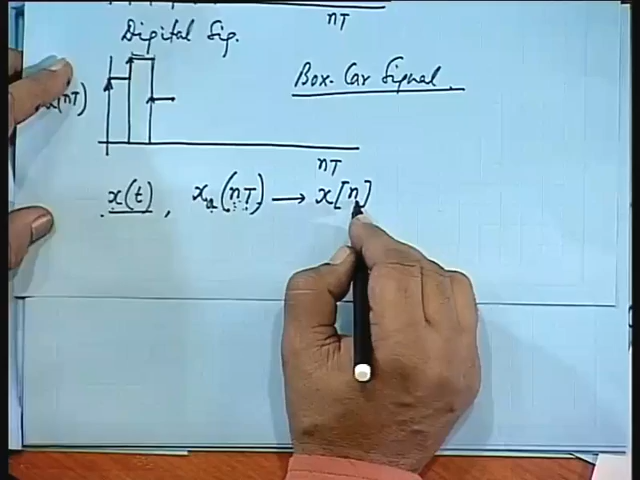 nT
Digital Sig.
x(nT)
Box-Car Signal.
nT
x(t), xa(nT) → x[n]